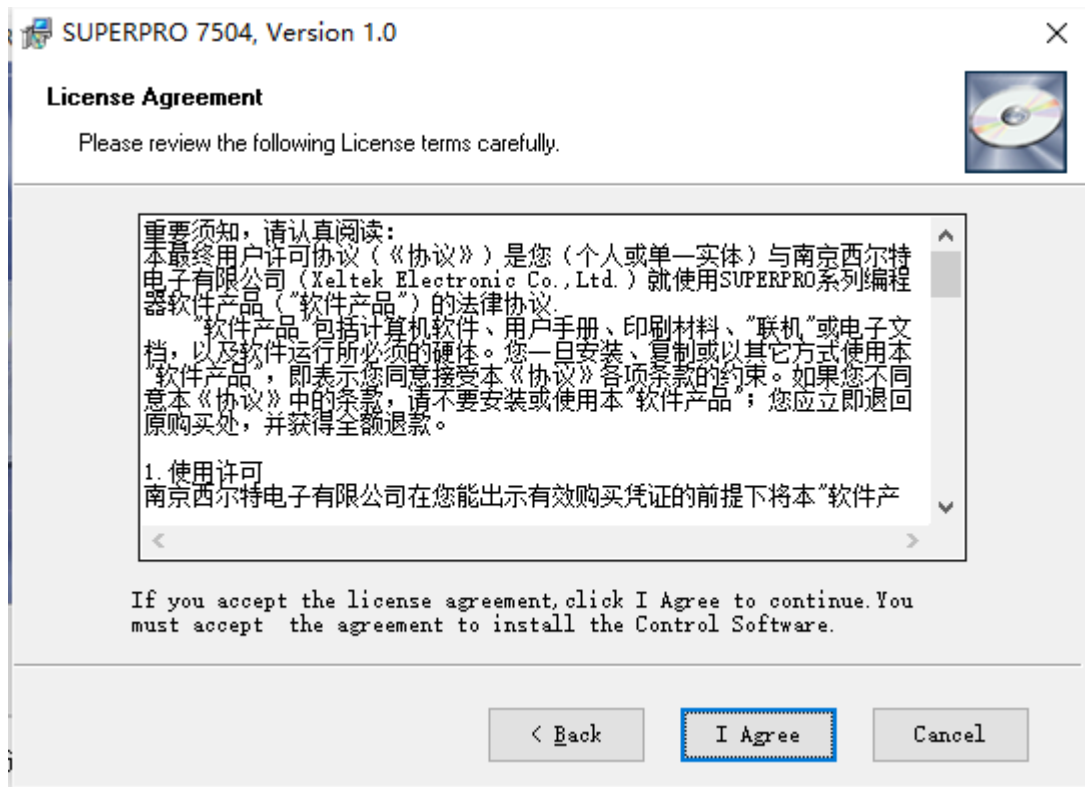 SUPERPRO 7504, Version 1.0
License Agreement
Please review the following License terms carefully.
重要须知，请认真阅读：
本最终用户许可协议（《协议》）是您（个人或单一实体）与南京西尔特
电子有限公司（Xeltek Electronic Co.,Ltd.）就使用SUPERPRO系列编程
器软件产品（"软件产品"）的法律协议.
"软件产品"包括计算机软件、用户手册、印刷材料、"联机"或电子文
档，以及软件运行所必须的硬体。您一旦安装、复制或以其它方式使用本
"软件产品"，即表示您同意接受本《协议》各项条款的约束。如果您不同
意本《协议》中的条款，请不要安装或使用本"软件产品"；您应立即退回
原购买处，并获得全额退款。
1.使用许可
南京西尔特电子有限公司在您能出示有效购买凭证的前提下将本"软件产
If you accept the license agreement,click I Agree to continue.You
must accept  the agreement to install the Control Software.
< Back
I Agree
Cancel